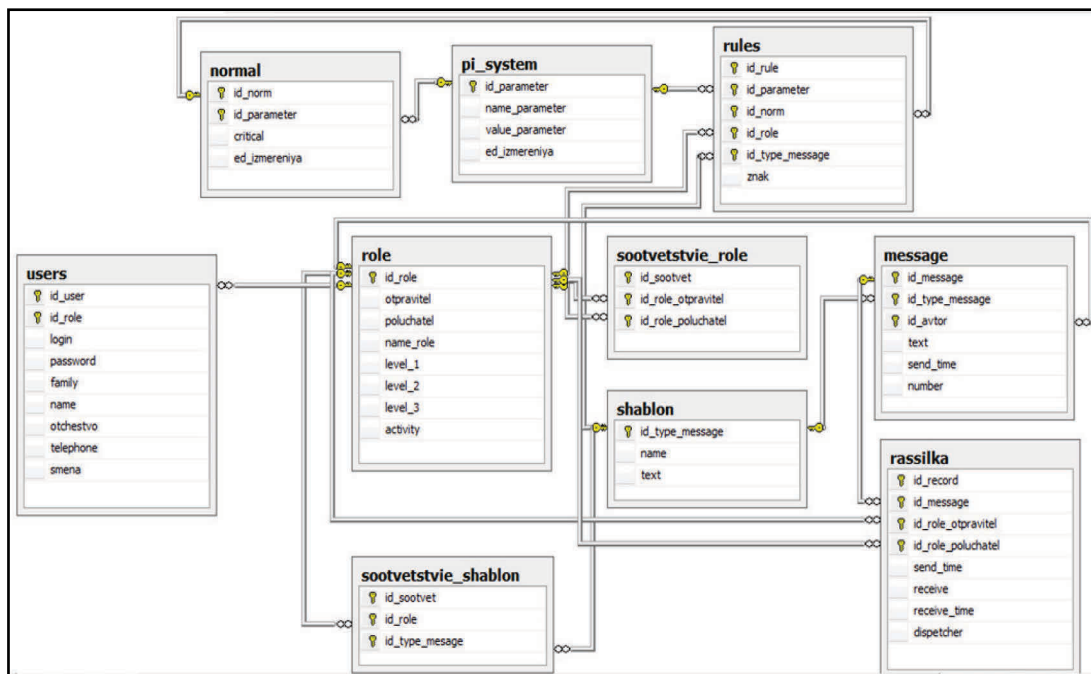 normal
id_norm
id_parameter
critical
ed_izmereniya
pi_system
id_parameter
name_parameter
value_parameter
ed_izmereniya
rules
id_rule
id_parameter
id_norm
id_role
id_type_message
znak
users
id_user
id_role
login
password
family
name
otchestvo
telephone
smena
role
id_role
otpravitel
poluchatel
name_role
level_1
level_2
level_3
activity
sootvetstvie_role
id_sootvet
id_role_otpravitel
id_role_poluchatel
message
id_message
id_type_message
id_avtor
text
send_time
number
shablon
id_type_message
name
text
rassilka
id_record
id_message
id_role_otpravitel
id_role_poluchatel
send_time
receive
receive_time
dispetcher
sootvetstvie_shablon
id_sootvet
id_role
id_type_mesage